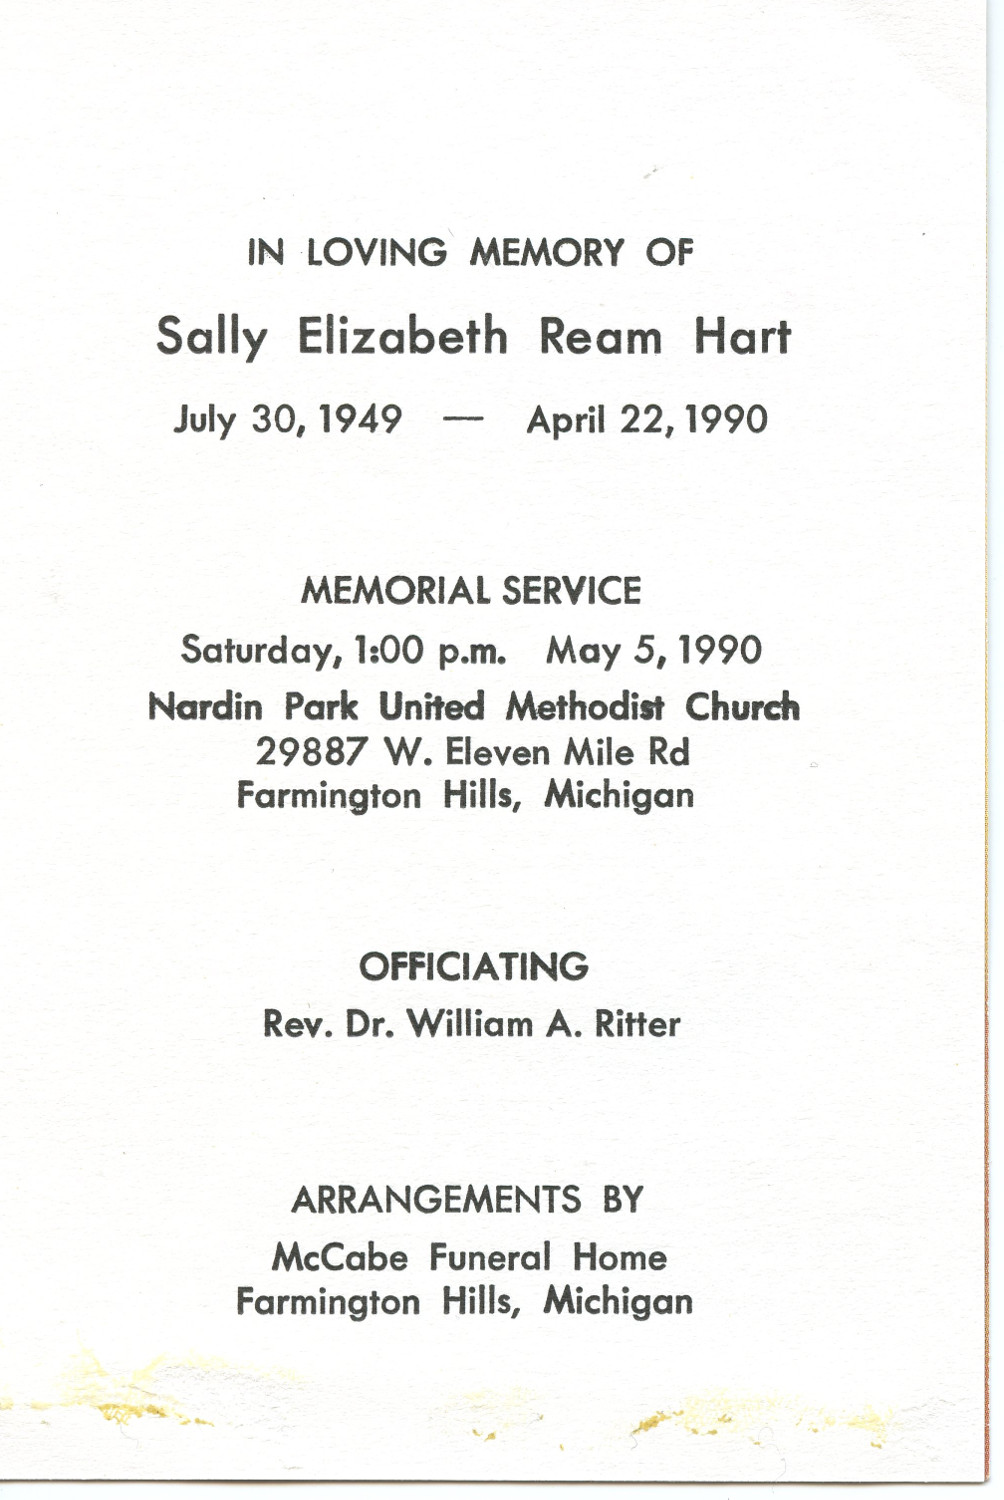 IN LOVING MEMORY OF
Sally Elizabeth Ream Hart
July 30, 1949 — April 22, 1990
MEMORIAL SERVICE
Saturday, 1:00 p.m. May 5, 1990
Nardin Park United Methodist Church
29887 W. Eleven Mile Rd
Farmington Hills, Michigan
OFFICIATING
Rev. Dr. William A. Ritter
ARRANGEMENTS BY
McCabe Funeral Home
Farmington Hills, Michigan